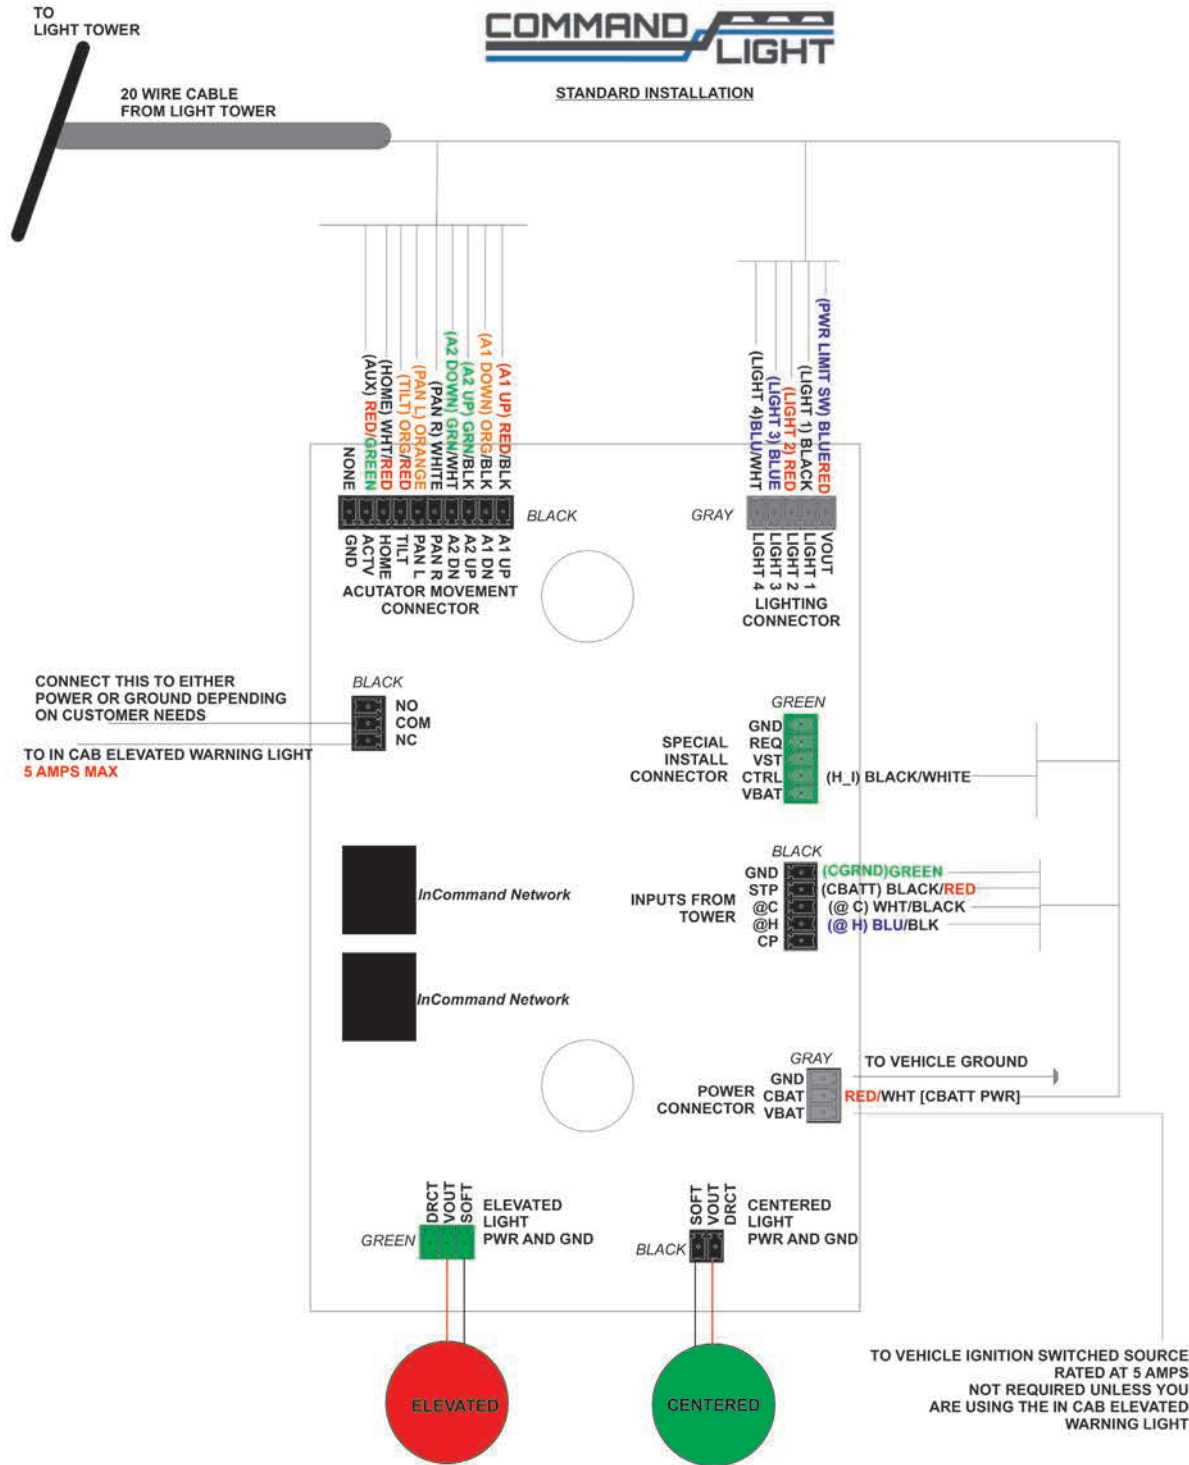 TO
LIGHT TOWER
COMMAND
LIGHT
STANDARD INSTALLATION
20 WIRE CABLE
FROM LIGHT TOWER
NONE
(AUX) RED/GREEN
(HOME) WHT/RED
(TILT) ORG/RED
(PAN L) ORANGE
(PAN R) WHITE
(A2 DOWN) GRN/WHT
(A2 UP) GRN/BLK
(A1 DOWN) ORG/BLK
(A1 UP) RED/BLK
BLACK
GND
ACTV
HOME
TILT
PAN L
PAN R
A2 DN
A2 UP
A1 DN
A1 UP
ACUTATOR MOVEMENT
CONNECTOR
(LIGHT 4)BLU/WHT
(LIGHT 3) BLUE
(LIGHT 2) RED
(LIGHT 1) BLACK
(PWR LIMIT SW) BLUERED
GRAY
LIGHT 4
LIGHT 3
LIGHT 2
LIGHT 1
VOUT
LIGHTING
CONNECTOR
CONNECT THIS TO EITHER
POWER OR GROUND DEPENDING
ON CUSTOMER NEEDS
TO IN CAB ELEVATED WARNING LIGHT
5 AMPS MAX
BLACK
NO
COM
NC
GREEN
SPECIAL
INSTALL
CONNECTOR
GND
REQ
VST
CTRL
VBAT
(H_I) BLACK/WHITE
BLACK
INPUTS FROM
TOWER
GND
STP
@C
@H
CP
(CGRND)GREEN
(CBATT) BLACK/RED
(@ C) WHT/BLACK
(@ H) BLU/BLK
InCommand Network
InCommand Network
GRAY
POWER
CONNECTOR
GND
CBAT
VBAT
TO VEHICLE GROUND
RED/WHT [CBATT PWR]
DRCT
VOUT
SOFT
ELEVATED
LIGHT
PWR AND GND
GREEN
SOFT
VOUT
DRCT
CENTERED
LIGHT
PWR AND GND
BLACK
ELEVATED
CENTERED
TO VEHICLE IGNITION SWITCHED SOURCE
RATED AT 5 AMPS
NOT REQUIRED UNLESS YOU
ARE USING THE IN CAB ELEVATED
WARNING LIGHT